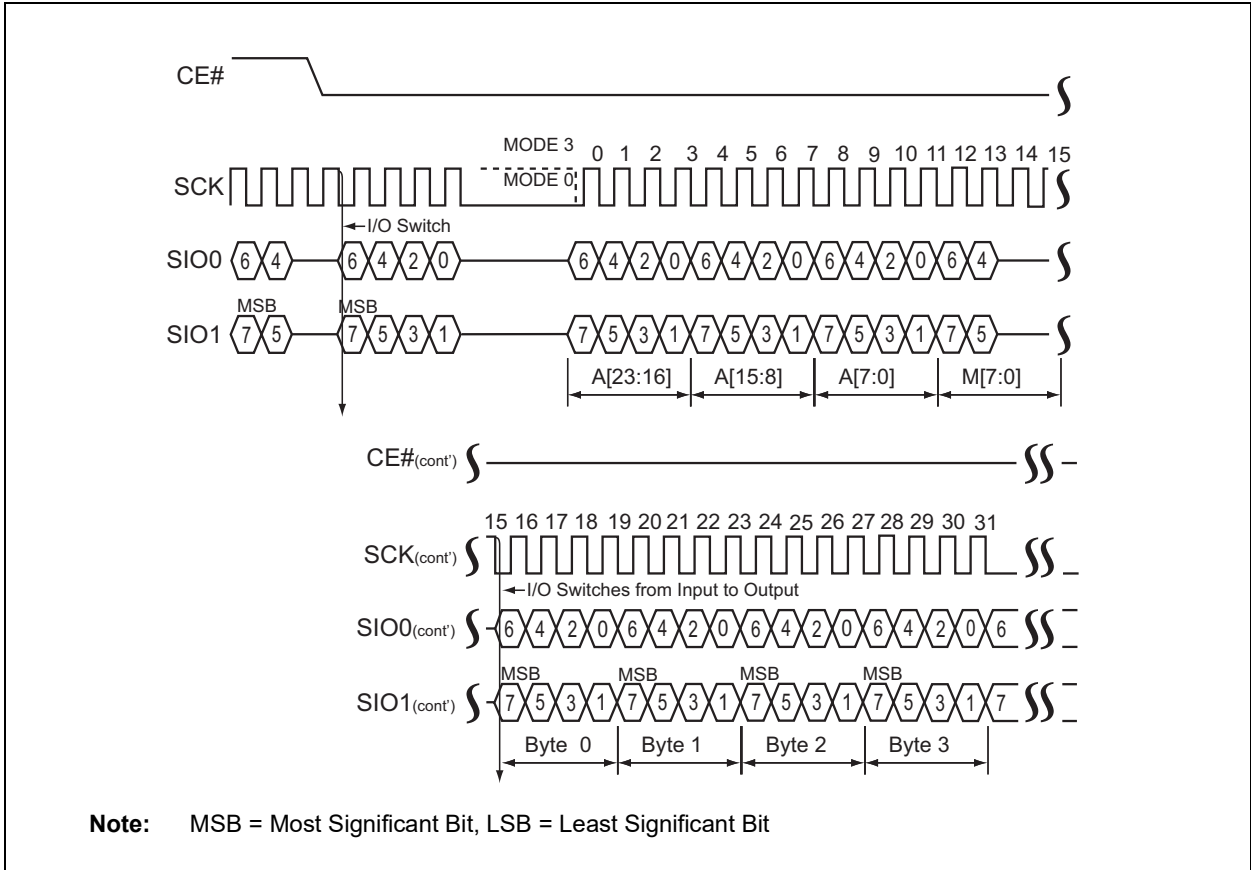 CE#
MODE 3
0 1 2 3 4 5 6 7 8 9 10 11 12 13 14 15
SCK
MODE 0
I/O Switch
SIO0 6 4 6 4 2 0 6 4 2 0 6 4 2 0 6 4 2 0 6 4
MSB MSB
SIO1 7 5 7 5 3 1 7 5 3 1 7 5 3 1 7 5 3 1 7 5
A[23:16] A[15:8] A[7:0] M[7:0]
CE#(cont')
15 16 17 18 19 20 21 22 23 24 25 26 27 28 29 30 31
SCK(cont')
I/O Switches from Input to Output
SIO0(cont') 6 4 2 0 6 4 2 0 6 4 2 0 6 4 2 0 6
MSB MSB MSB MSB
SIO1(cont') 7 5 3 1 7 5 3 1 7 5 3 1 7 5 3 1 7
Byte 0 Byte 1 Byte 2 Byte 3
Note: MSB = Most Significant Bit, LSB = Least Significant Bit